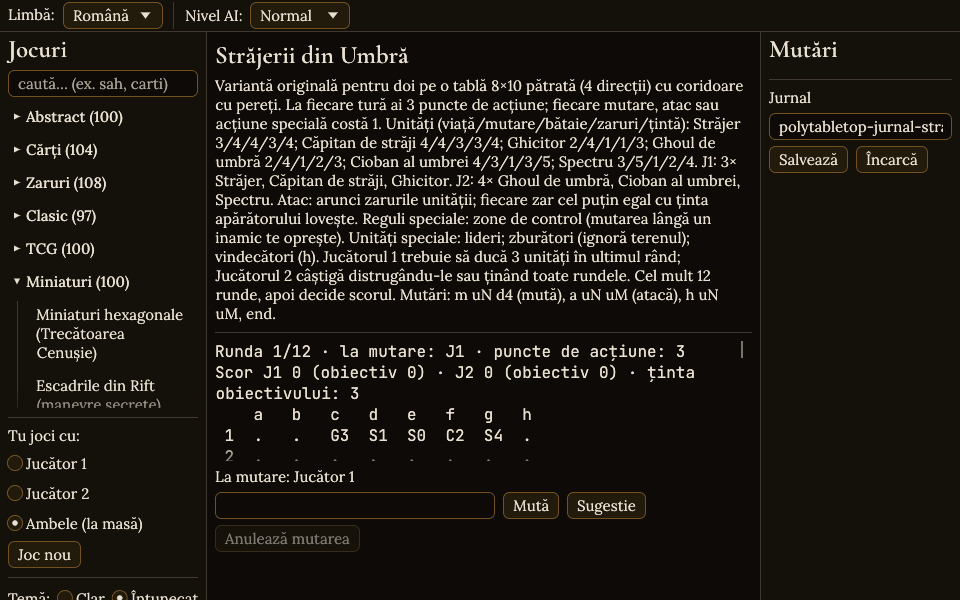 Limbă: Română ▼ Nivel AI: Normal ▼
Jocuri
caută... (ex. sah, carti)
▸ Abstract (100)
▸ Cărți (104)
▸ Zaruri (108)
▸ Clasic (97)
▸ TCG (100)
▾ Miniaturi (100)
Miniaturi hexagonale
(Trecătoarea
Cenușie)
Escadrile din Rift
(manevre secrete)
Tu joci cu:
Jucător 1
Jucător 2
Ambele (la masă)
Joc nou
Temă: Clar Întunecat
Străjerii din Umbră
Variantă originală pentru doi pe o tablă 8×10 pătrată (4 direcții) cu coridoare
cu pereți. La fiecare tură ai 3 puncte de acțiune; fiecare mutare, atac sau
acțiune specială costă 1. Unități (viață/mutare/bătaie/zaruri/țintă): Străjer
3/4/4/3/4; Căpitan de străji 4/4/3/3/4; Ghicitor 2/4/1/1/3; Ghoul de
umbră 2/4/1/2/3; Cioban al umbrei 4/3/1/3/5; Spectru 3/5/1/2/4. J1: 3×
Străjer, Căpitan de străji, Ghicitor. J2: 4× Ghoul de umbră, Cioban al umbrei,
Spectru. Atac: arunci zarurile unității; fiecare zar cel puțin egal cu ținta
apărătorului lovește. Reguli speciale: zone de control (mutarea lângă un
inamic te oprește). Unități speciale: lideri; zburători (ignoră terenul);
vindecători (h). Jucătorul 1 trebuie să ducă 3 unități în ultimul rând;
Jucătorul 2 câștigă distrugându-le sau ținând toate rundele. Cel mult 12
runde, apoi decide scorul. Mutări: m uN d4 (mută), a uN uM (atacă), h uN
uM, end.
Runda 1/12 · la mutare: J1 · puncte de acțiune: 3
Scor J1 0 (obiectiv 0) · J2 0 (obiectiv 0) · ținta
obiectivului: 3
a b c d e f g h
1 . . G3 S1 S0 C2 S4 .
2 . . . . . . . .
La mutare: Jucător 1
Mută Sugestie
Anulează mutarea
Mutări
Jurnal
polytabletop-jurnal-stra
Salvează Încarcă